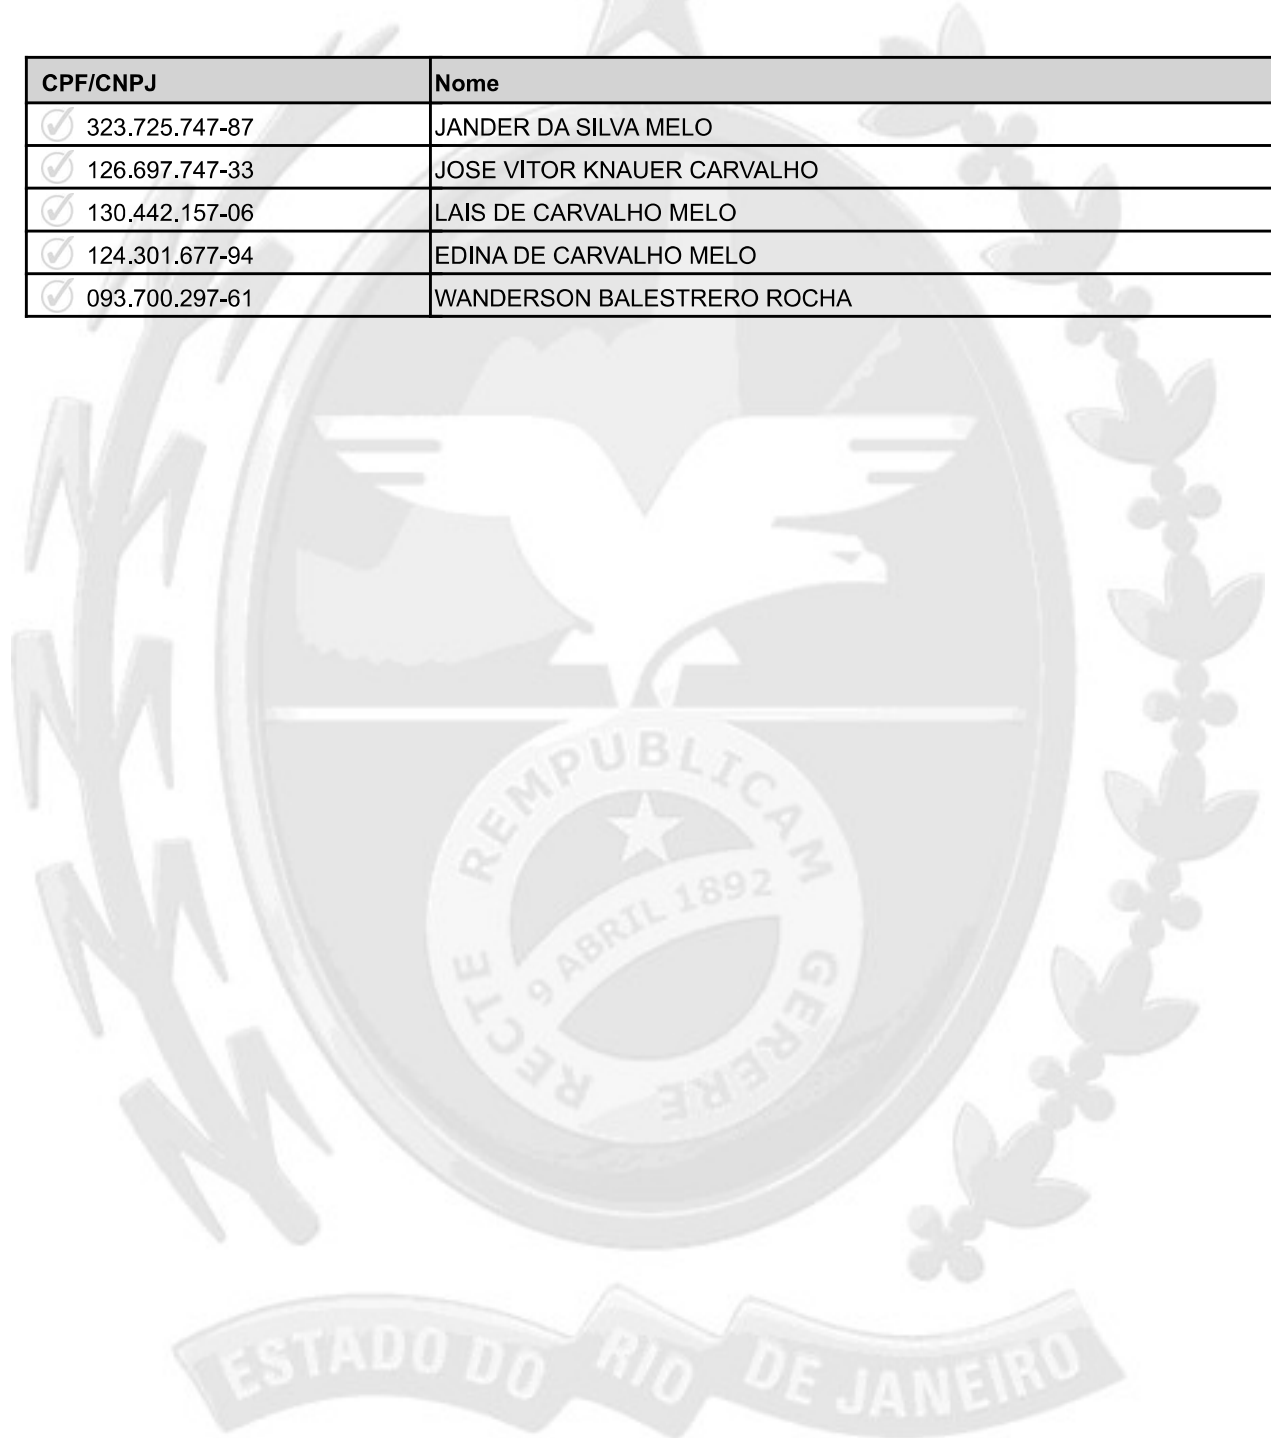 CPF/CNPJ Nome
323.725.747-87 JANDER DA SILVA MELO
126.697.747-33 JOSE VITOR KNAUER CARVALHO
130.442.157-06 LAIS DE CARVALHO MELO
124.301.677-94 EDINA DE CARVALHO MELO
093.700.297-61 WANDERSON BALESTRERO ROCHA
RECTE REMPUBLICAM GERERE
9 ABRIL 1892
ESTADO DO RIO DE JANEIRO